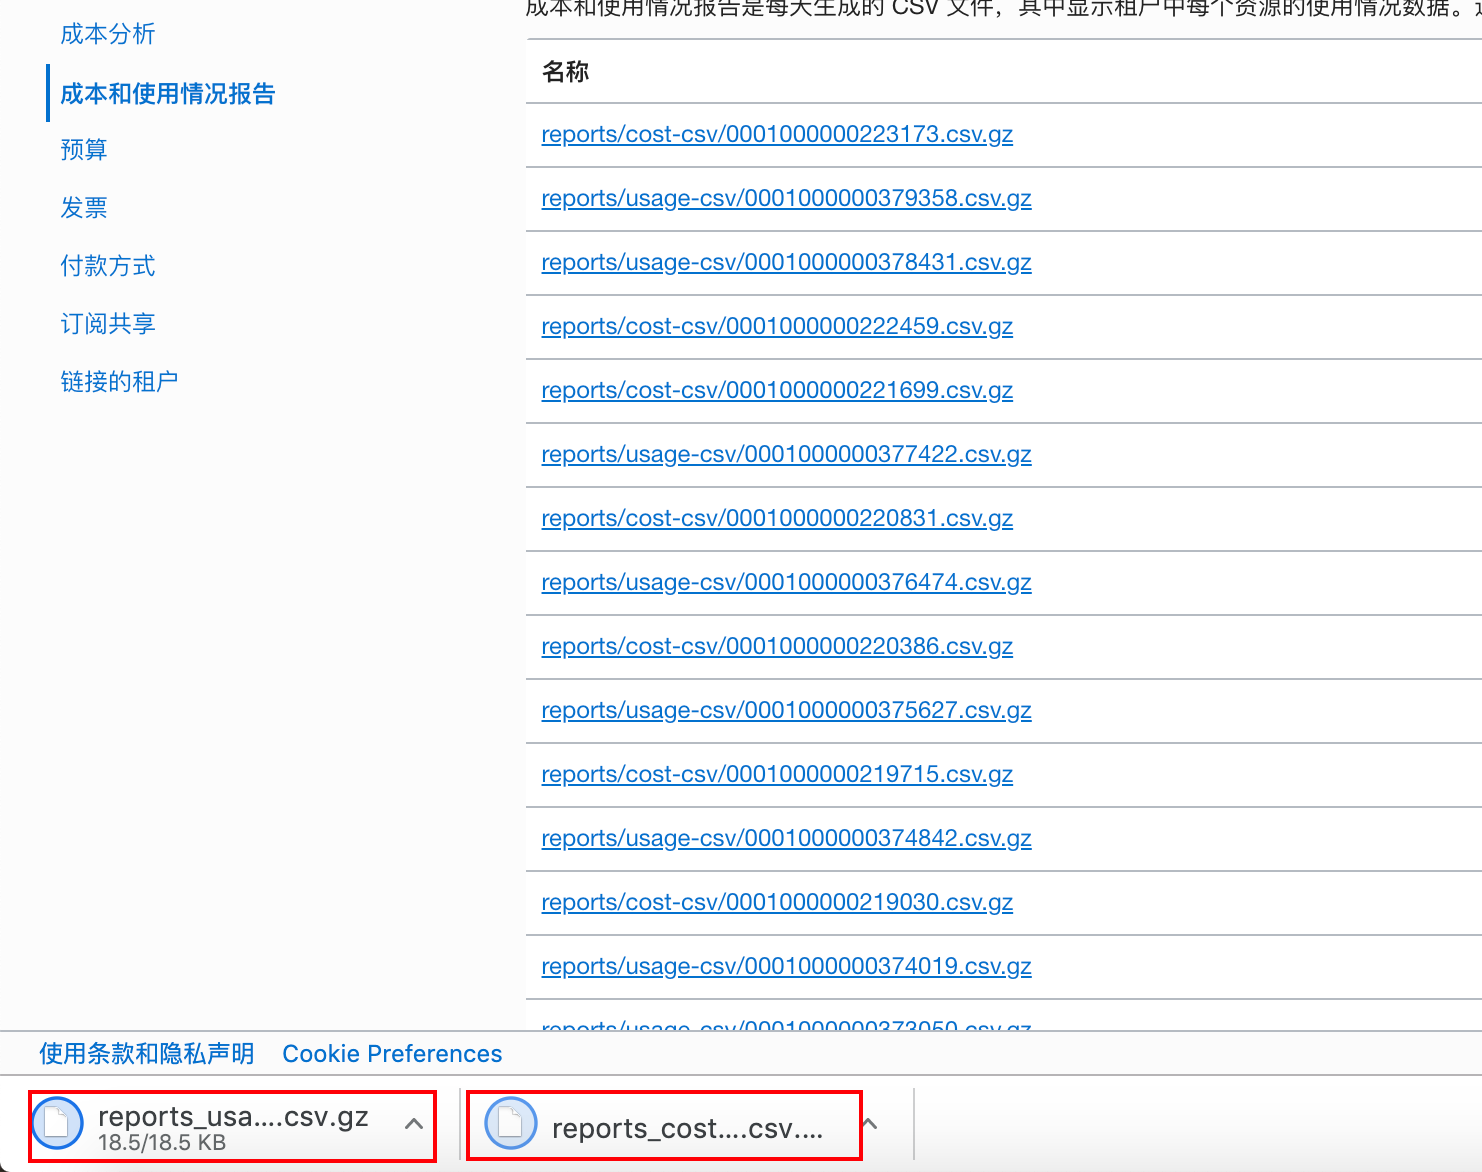 成本分析
成本和使用情况报告
预算
发票
付款方式
订阅共享
链接的租户
成本和使用情况报告是每天生成的 CSV 文件，其中显示租户中每个资源的使用情况数据。
名称
reports/cost-csv/0001000000223173.csv.gz
reports/usage-csv/0001000000379358.csv.gz
reports/usage-csv/0001000000378431.csv.gz
reports/cost-csv/0001000000222459.csv.gz
reports/cost-csv/0001000000221699.csv.gz
reports/usage-csv/0001000000377422.csv.gz
reports/cost-csv/0001000000220831.csv.gz
reports/usage-csv/0001000000376474.csv.gz
reports/cost-csv/0001000000220386.csv.gz
reports/usage-csv/0001000000375627.csv.gz
reports/cost-csv/0001000000219715.csv.gz
reports/usage-csv/0001000000374842.csv.gz
reports/cost-csv/0001000000219030.csv.gz
reports/usage-csv/0001000000374019.csv.gz
reports/usage-csv/0001000000373050.csv.gz
使用条款和隐私声明 Cookie Preferences
reports_usa....csv.gz
18.5/18.5 KB
reports_cost....csv....